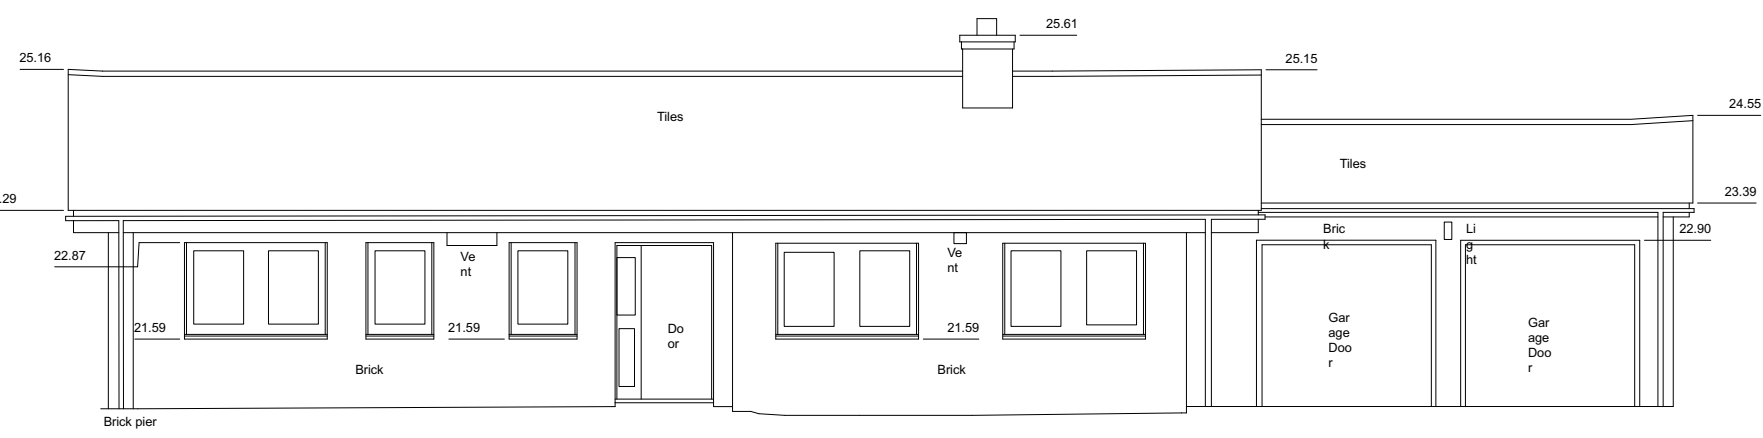 25.61
25.16
25.15
24.55
Tiles
Tiles
.29
23.39
22.87
Ve
nt
Ve
nt
Bric
k
Li
g
ht
22.90
21.59
21.59
21.59
Do
or
Gar
age
Doo
r
Gar
age
Doo
r
Brick
Brick
Brick pier